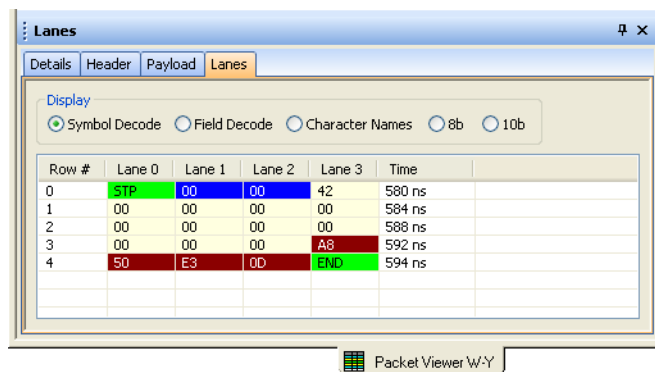 Lanes
Details Header Payload Lanes
Display
Symbol Decode Field Decode Character Names 8b 10b
Row # Lane 0 Lane 1 Lane 2 Lane 3 Time
0 STP 00 00 42 580 ns
1 00 00 00 00 584 ns
2 00 00 00 00 588 ns
3 00 00 00 A8 592 ns
4 50 E3 0D END 594 ns
Packet Viewer W-Y